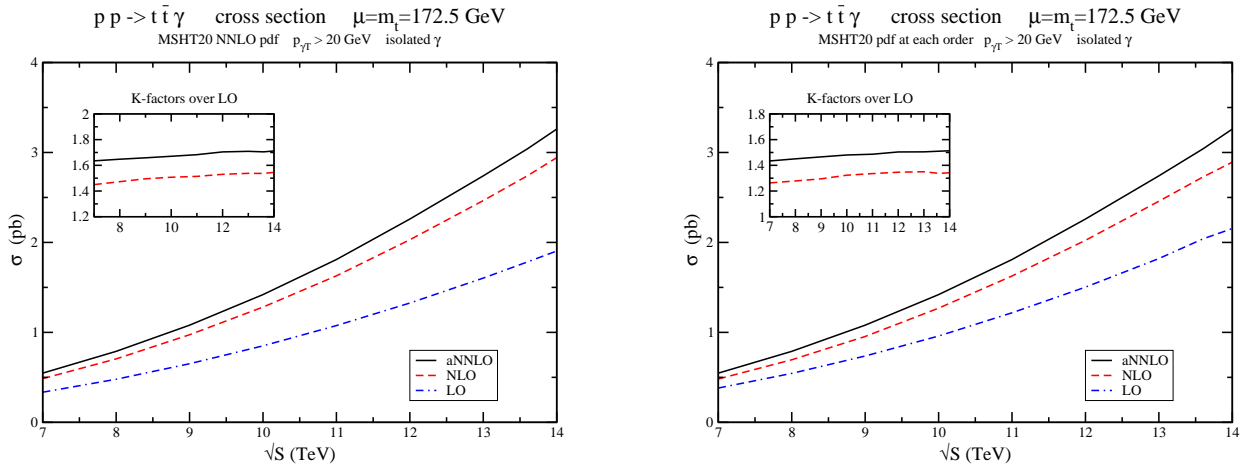 p p -> t t̄ γ cross section μ=m_t=172.5 GeV
MSHT20 NNLO pdf p_γT > 20 GeV isolated γ
4
3
2
1
0
σ (pb)
K-factors over LO
2
1.8
1.6
1.4
1.2
8 10 12 14
aNNLO
NLO
LO
7 8 9 10 11 12 13 14
√S (TeV)
p p -> t t̄ γ cross section μ=m_t=172.5 GeV
MSHT20 pdf at each order p_γT > 20 GeV isolated γ
4
3
2
1
0
σ (pb)
K-factors over LO
1.8
1.6
1.4
1.2
1
7 8 9 10 11 12 13 14
aNNLO
NLO
LO
7 8 9 10 11 12 13 14
√S (TeV)